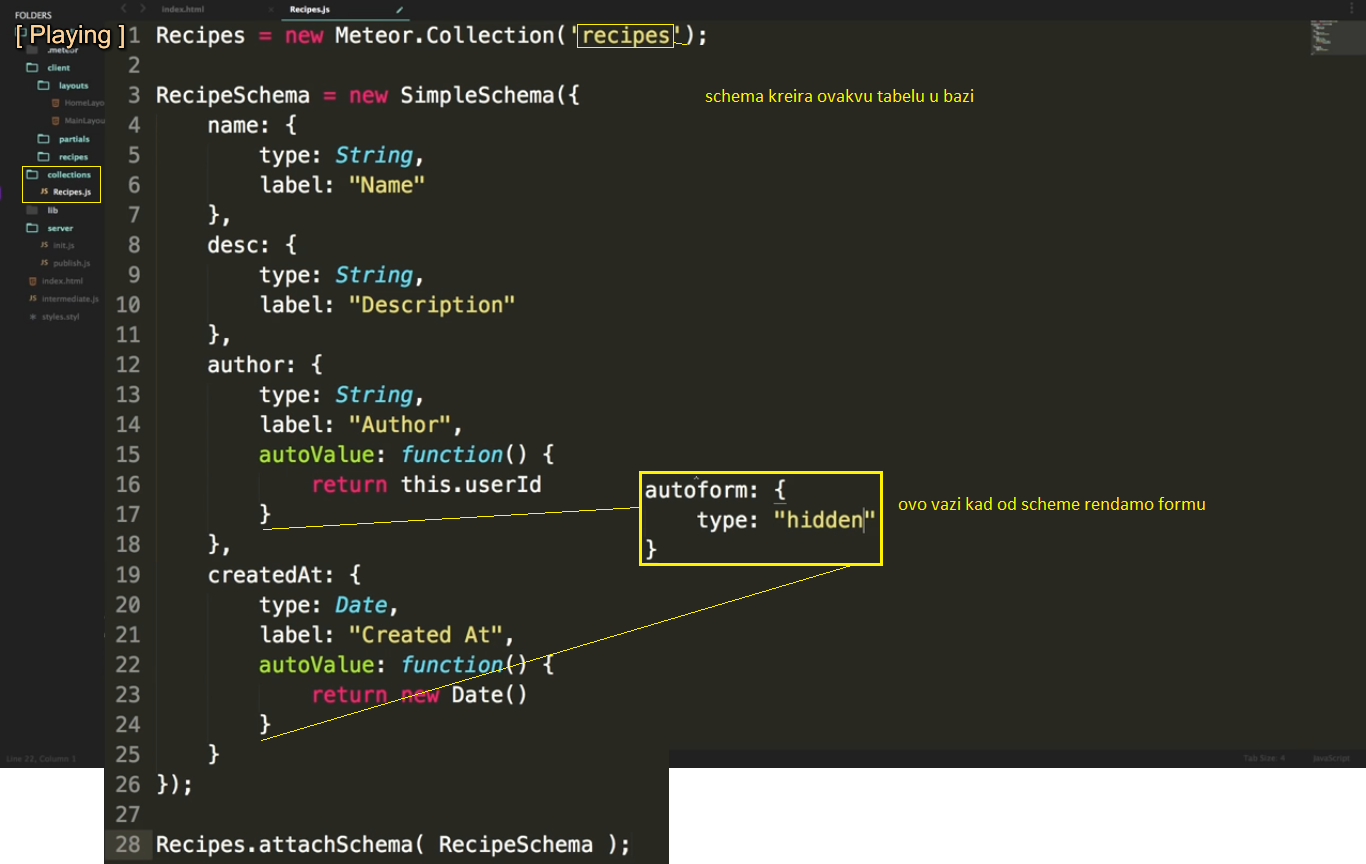 FOLDERS
[ Playing ]
.meteor
client
layouts
HomeLayo
MainLayou
partials
recipes
collections
JS Recipes.js
lib
server
JS init.js
JS publish.js
index.html
JS intermediate.js
styles.styl
index.html
Recipes.js
1 Recipes = new Meteor.Collection('recipes');
2
3 RecipeSchema = new SimpleSchema({
schema kreira ovakvu tabelu u bazi
4 name: {
5 type: String,
6 label: "Name"
7 },
8 desc: {
9 type: String,
10 label: "Description"
11 },
12 author: {
13 type: String,
14 label: "Author",
15 autoValue: function() {
16 return this.userId
17 }
18 },
autoform: {
type: "hidden"
}
ovo vazi kad od scheme rendamo formu
19 createdAt: {
20 type: Date,
21 label: "Created At",
22 autoValue: function() {
23 return new Date()
24 }
25 }
26 });
27
28 Recipes.attachSchema( RecipeSchema );
Line 22, Column 1
Tab Size: 4
JavaScript